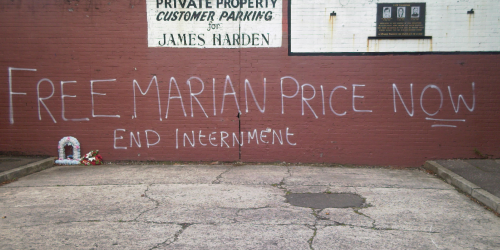 PRIVATE PROPERTY
CUSTOMER PARKING
for
JAMES HARDEN
FREE MARIAN PRICE NOW
END INTERNMENT